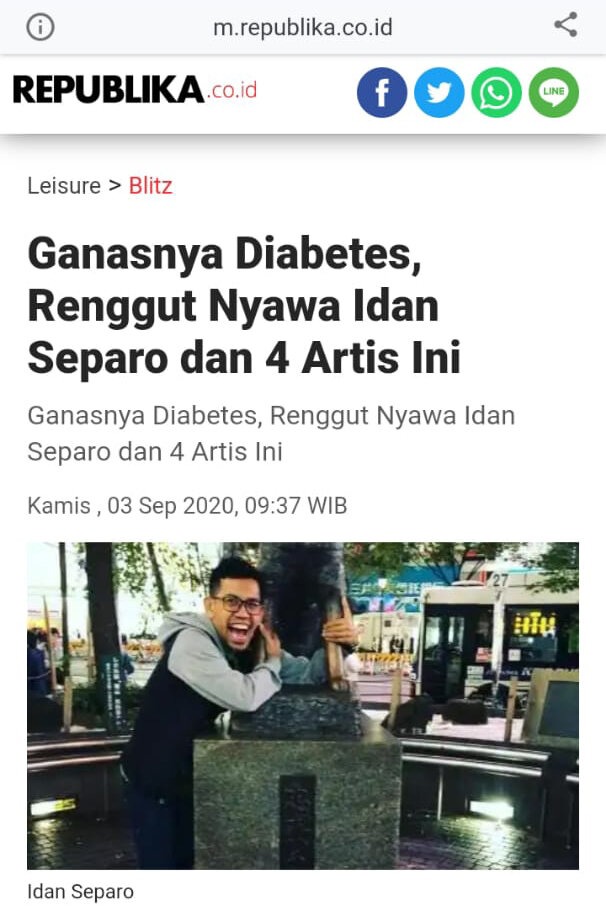 m.republika.co.id
REPUBLIKA.co.id
LINE
Leisure > Blitz
Ganasnya Diabetes,
Renggut Nyawa Idan
Separo dan 4 Artis Ini
Ganasnya Diabetes, Renggut Nyawa Idan
Separo dan 4 Artis Ini
Kamis , 03 Sep 2020, 09:37 WIB
27
Idan Separo